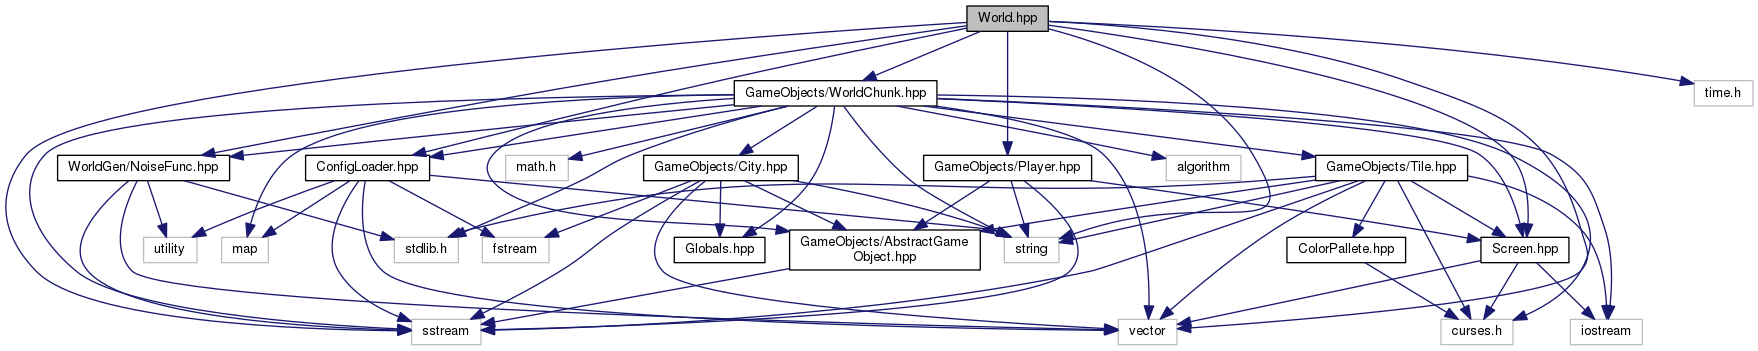 World.hpp
GameObjects/WorldChunk.hpp
time.h
WorldGen/NoiseFunc.hpp
ConfigLoader.hpp
math.h
GameObjects/City.hpp
GameObjects/Player.hpp
algorithm
GameObjects/Tile.hpp
utility
map
stdlib.h
fstream
Globals.hpp
GameObjects/AbstractGame
Object.hpp
string
ColorPallete.hpp
Screen.hpp
sstream
vector
curses.h
iostream